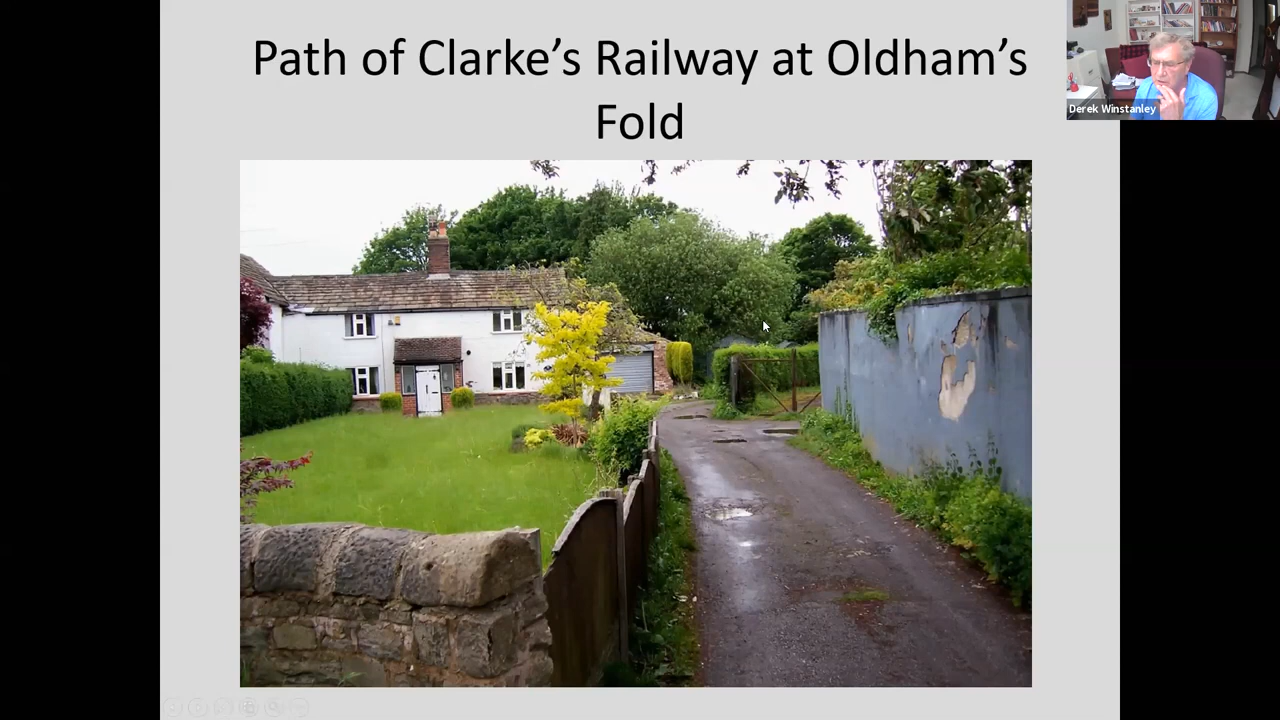 Path of Clarke’s Railway at Oldham’s
Fold
Derek Winstanley